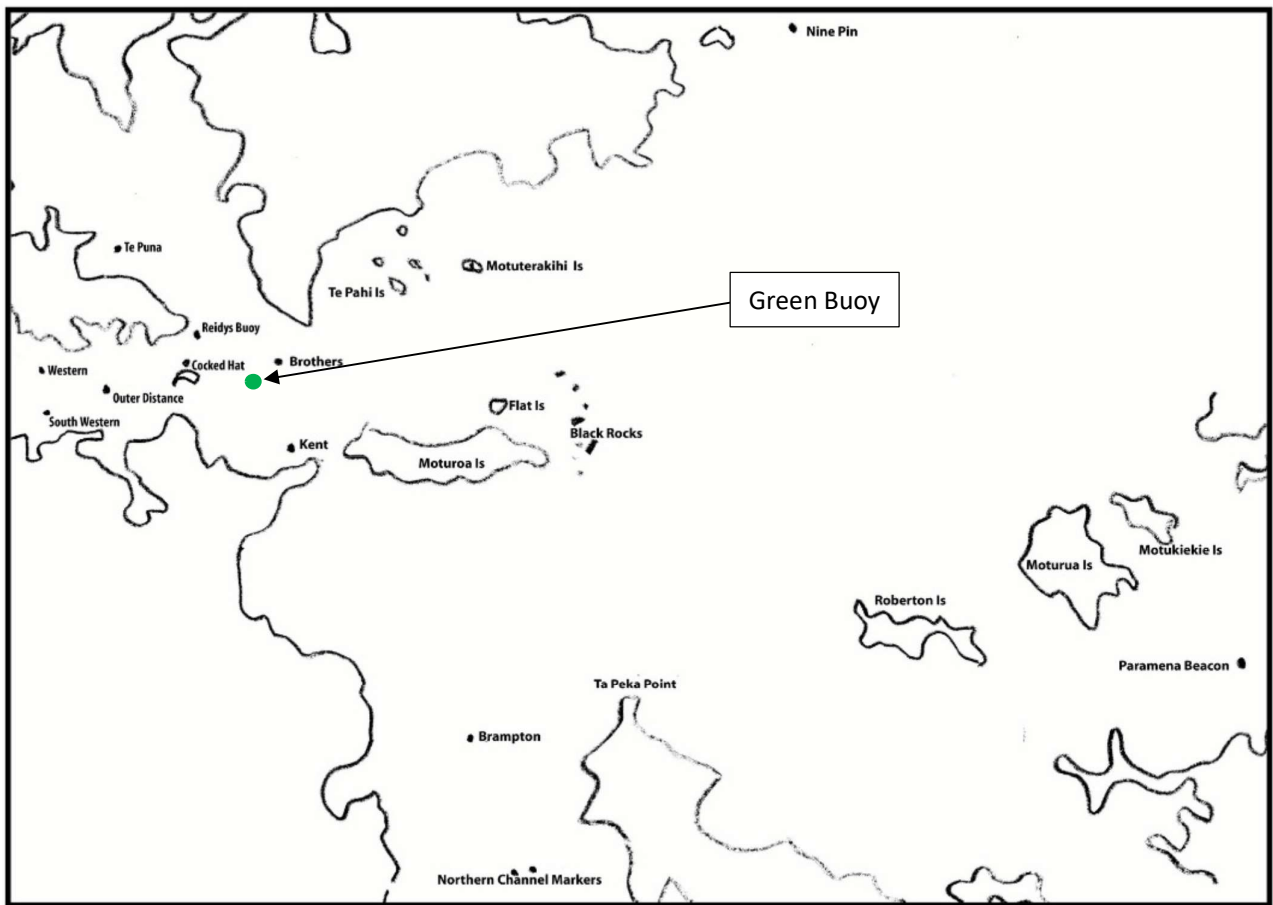 Nine Pin
Te Puna
Motuterakihi Is
Te Pahi Is
Green Buoy
Reidys Buoy
Cocked Hat
Brothers
Western
Outer Distance
South Western
Flat Is
Black Rocks
Kent
Moturoa Is
Motukiekie Is
Moturua Is
Roberton Is
Paramena Beacon
Ta Peka Point
Brampton
Northern Channel Markers